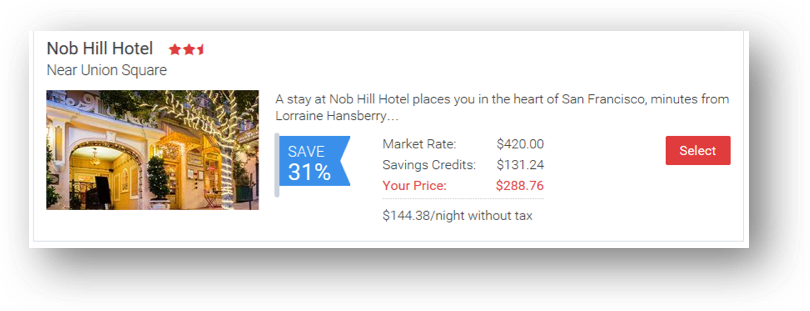 Nob Hill Hotel
Near Union Square
A stay at Nob Hill Hotel places you in the heart of San Francisco, minutes from
Lorraine Hansberry…
SAVE
31%
Market Rate: $420.00
Savings Credits: $131.24
Your Price: $288.76
$144.38/night without tax
Select